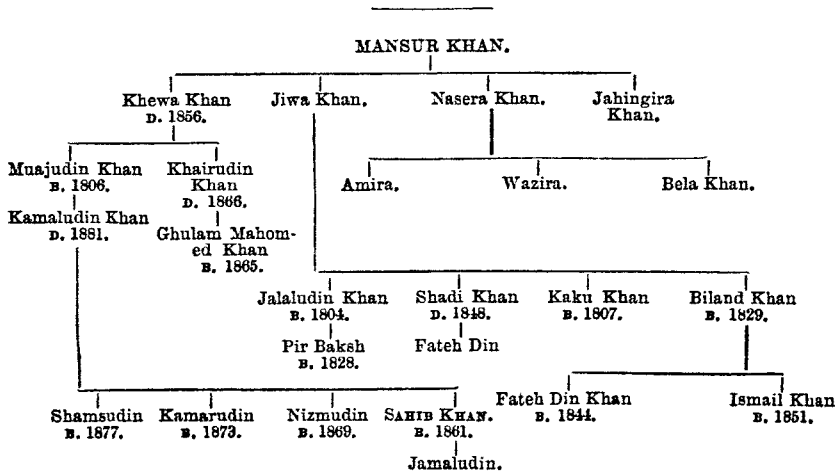 MANSUR KHAN.
Khewa Khan Jiwa Khan. Nasera Khan. Jahingira
D. 1856. Khan.
Muajudin Khan Khairudin
B. 1806. Khan Amira. Wazira. Bela Khan.
D. 1866.
Kamaludin Khan
D. 1881. Ghulam Mahom-
ed Khan
B. 1865.
Jalaludin Khan Shadi Khan Kaku Khan Biland Khan
B. 1804. D. 1848. B. 1807. B. 1829.
Pir Baksh Fateh Din
B. 1828.
Fateh Din Khan Ismail Khan
B. 1844. B. 1851.
Shamsudin Kamarudin Nizmudin SAHIB KHAN.
B. 1877. B. 1873. B. 1869. B. 1861.
Jamaludin.